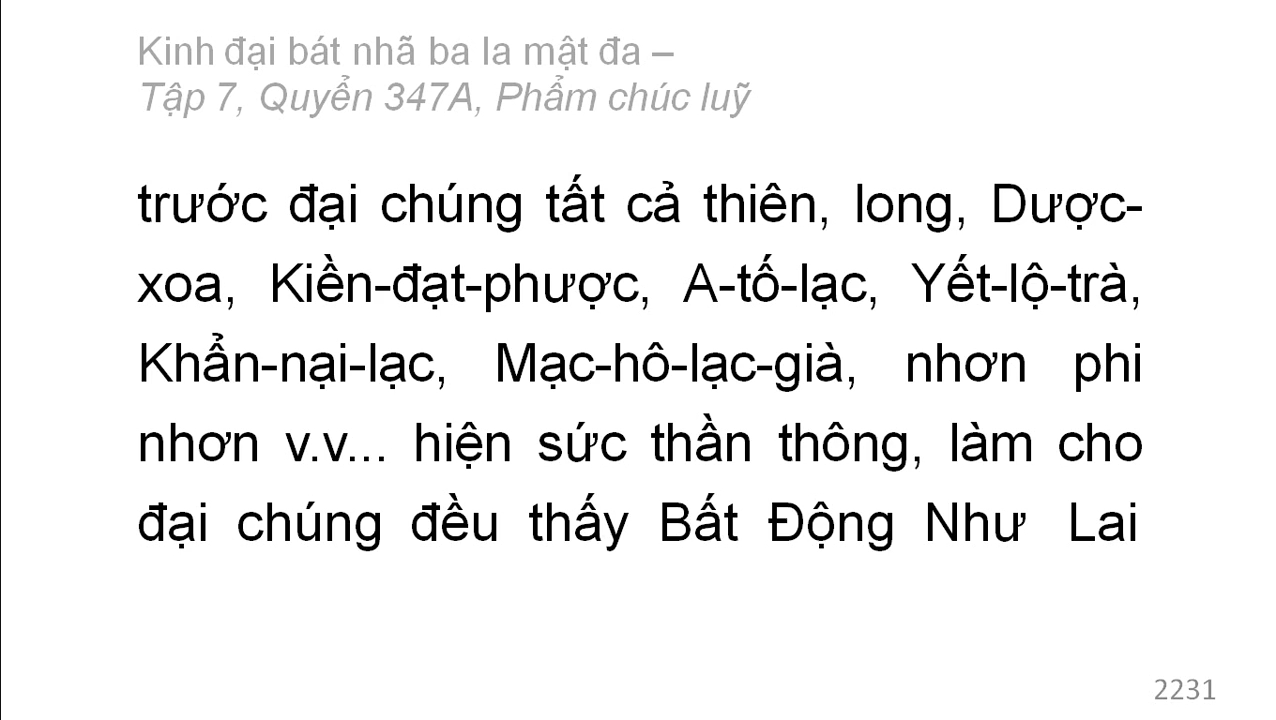 Kinh đại bát nhã ba la mật đa –
Tập 7, Quyển 347A, Phẩm chúc luỹ
trước đại chúng tất cả thiên, long, Dược-
xoa, Kiền-đạt-phược, A-tố-lạc, Yết-lộ-trà,
Khẩn-nại-lạc, Mạc-hô-lạc-già, nhơn phi
nhơn v.v... hiện sức thần thông, làm cho
đại chúng đều thấy Bất Động Như Lai
2231